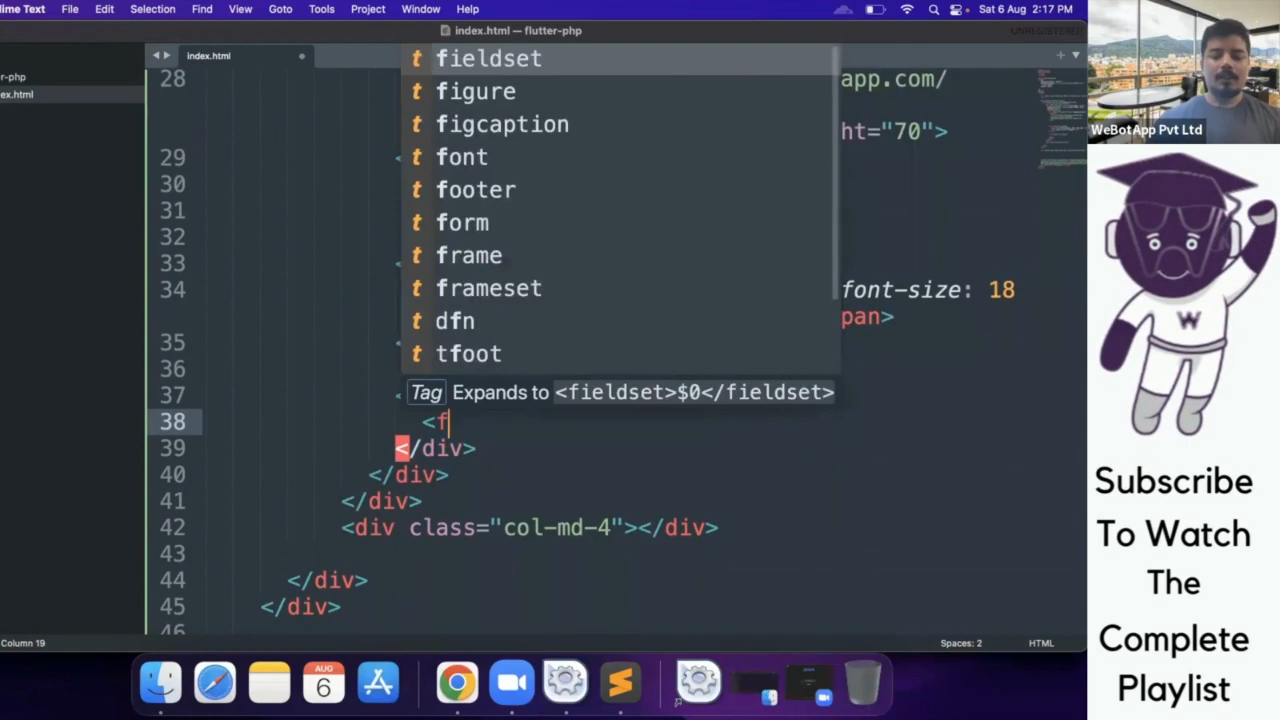 lime Text File Edit Selection Find View Goto Tools Project Window Help Sat 6 Aug 2:17 PM
index.html — flutter-php UNREGISTERED
index.html
r-php
ex.html
fieldset
figure
figcaption
font
footer
form
frame
frameset
dfn
tfoot
Tag Expands to <fieldset>$0</fieldset>
28 app.com/
ht="70">
29 <
30
31
32
33 <
34 font-size: 18
pan>
35 <
36
37 <
38 <f
39 </div>
40 </div>
41 </div>
42 <div class="col-md-4"></div>
43
44 </div>
45 </div>
46
Column 19 Spaces: 2 HTML
AUG
6
WeBotApp Pvt Ltd
W
Subscribe
To Watch
The
Complete
Playlist